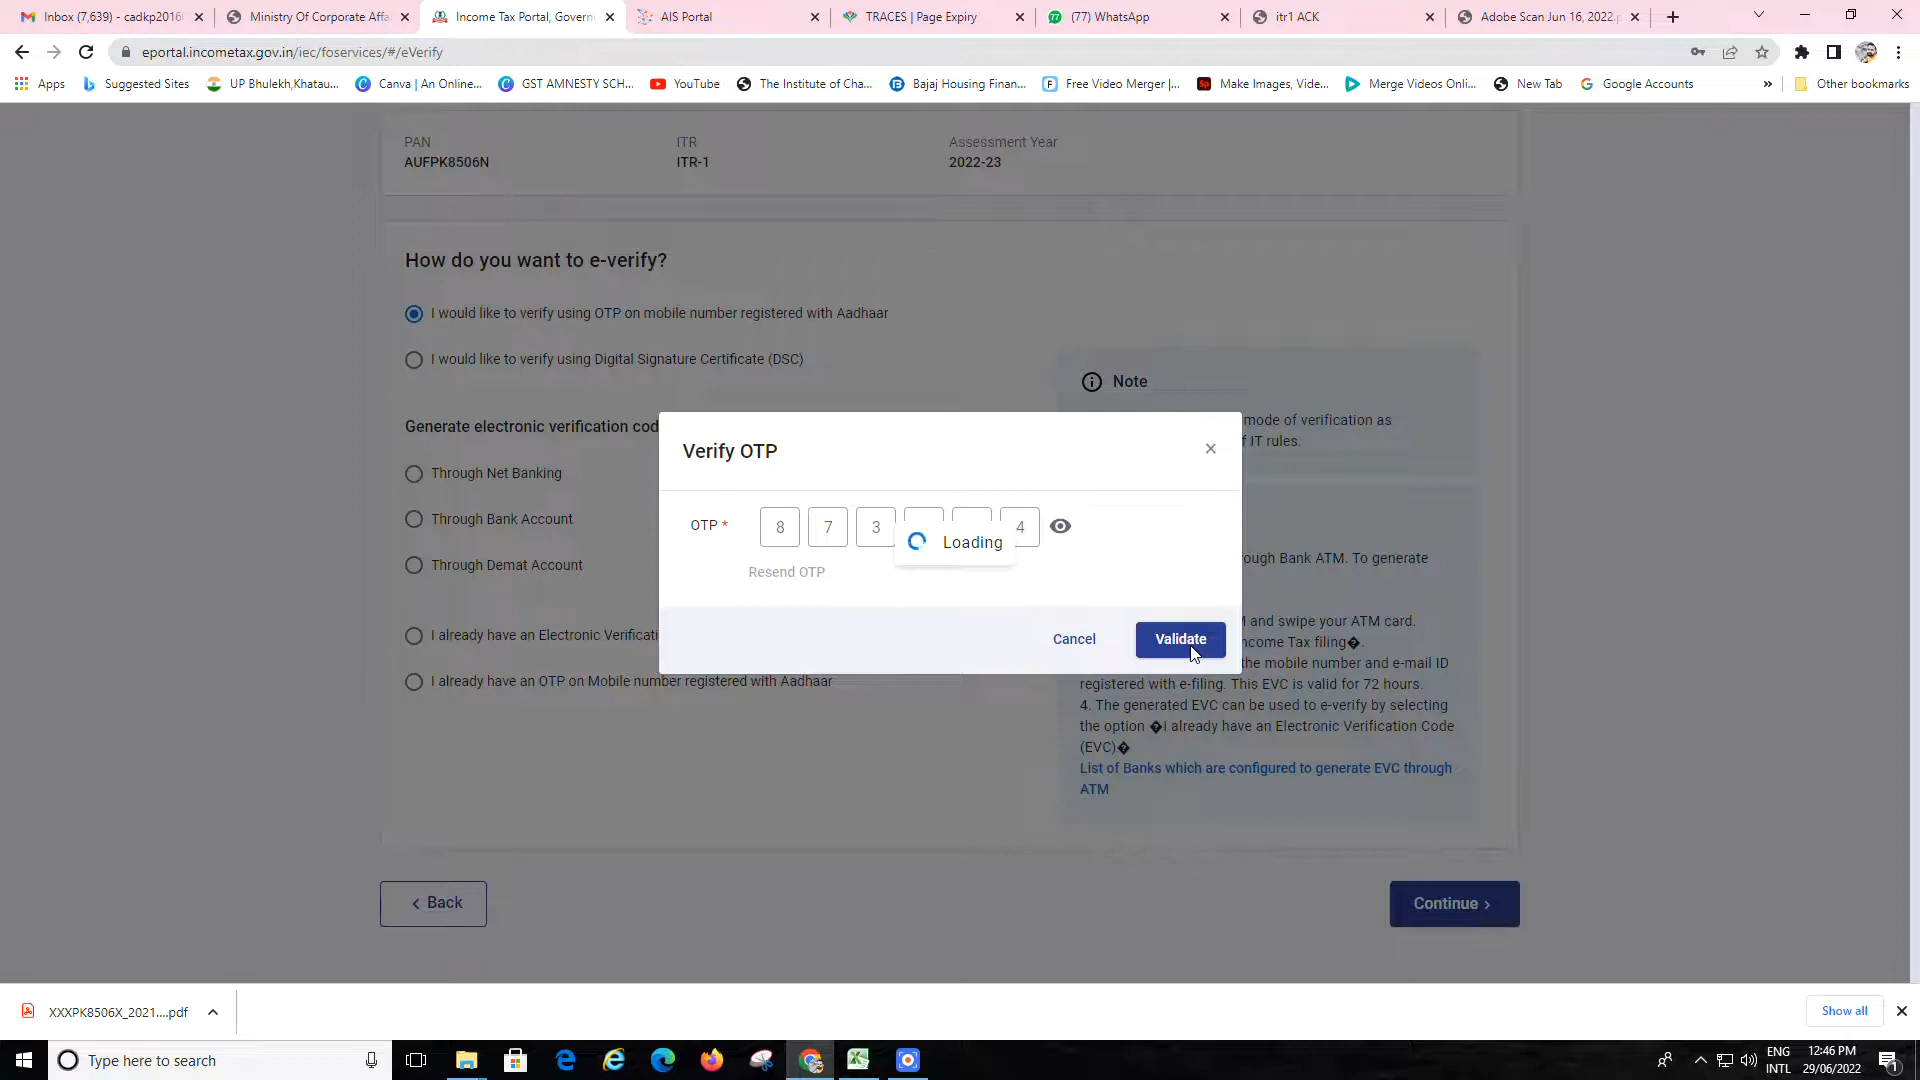 Inbox (7,639) - cadkp2016
Ministry Of Corporate Affa
Income Tax Portal, Govern
AIS Portal
TRACES | Page Expiry
(77) WhatsApp
itr1 ACK
Adobe Scan Jun 16, 2022.p
eportal.incometax.gov.in/iec/foservices/#/eVerify
Apps
Suggested Sites
UP Bhulekh,Khatau...
Canva | An Online...
GST AMNESTY SCH...
YouTube
The Institute of Cha...
Bajaj Housing Finan...
Free Video Merger |...
Make Images, Vide...
Merge Videos Onli...
New Tab
Google Accounts
»
Other bookmarks
PAN
ITR
Assessment Year
AUFPK8506N
ITR-1
2022-23
How do you want to e-verify?
I would like to verify using OTP on mobile number registered with Aadhaar
I would like to verify using Digital Signature Certificate (DSC)
Note
mode of verification as
f IT rules.
Generate electronic verification cod
Through Net Banking
Through Bank Account
Through Demat Account
I already have an Electronic Verificati
I already have an OTP on Mobile number registered with Aadhaar
Verify OTP
OTP *
8 7 3 4
Loading
Resend OTP
Cancel
Validate
ough Bank ATM. To generate
M and swipe your ATM card.
ncome Tax filing�.
the mobile number and e-mail ID
registered with e-filing. This EVC is valid for 72 hours.
4. The generated EVC can be used to e-verify by selecting
the option �I already have an Electronic Verification Code
(EVC)�
List of Banks which are configured to generate EVC through
ATM
Back
Continue
XXXPK8506X_2021....pdf
Show all
Type here to search
ENG
INTL
12:46 PM
29/06/2022
1